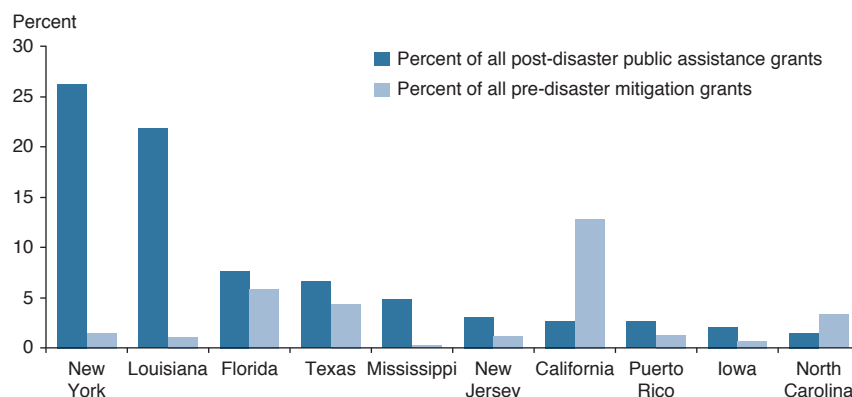 Percent
30
25
20
15
10
5
0
Percent of all post-disaster public assistance grants
Percent of all pre-disaster mitigation grants
New York
Louisiana
Florida
Texas
Mississippi
New Jersey
California
Puerto Rico
Iowa
North Carolina